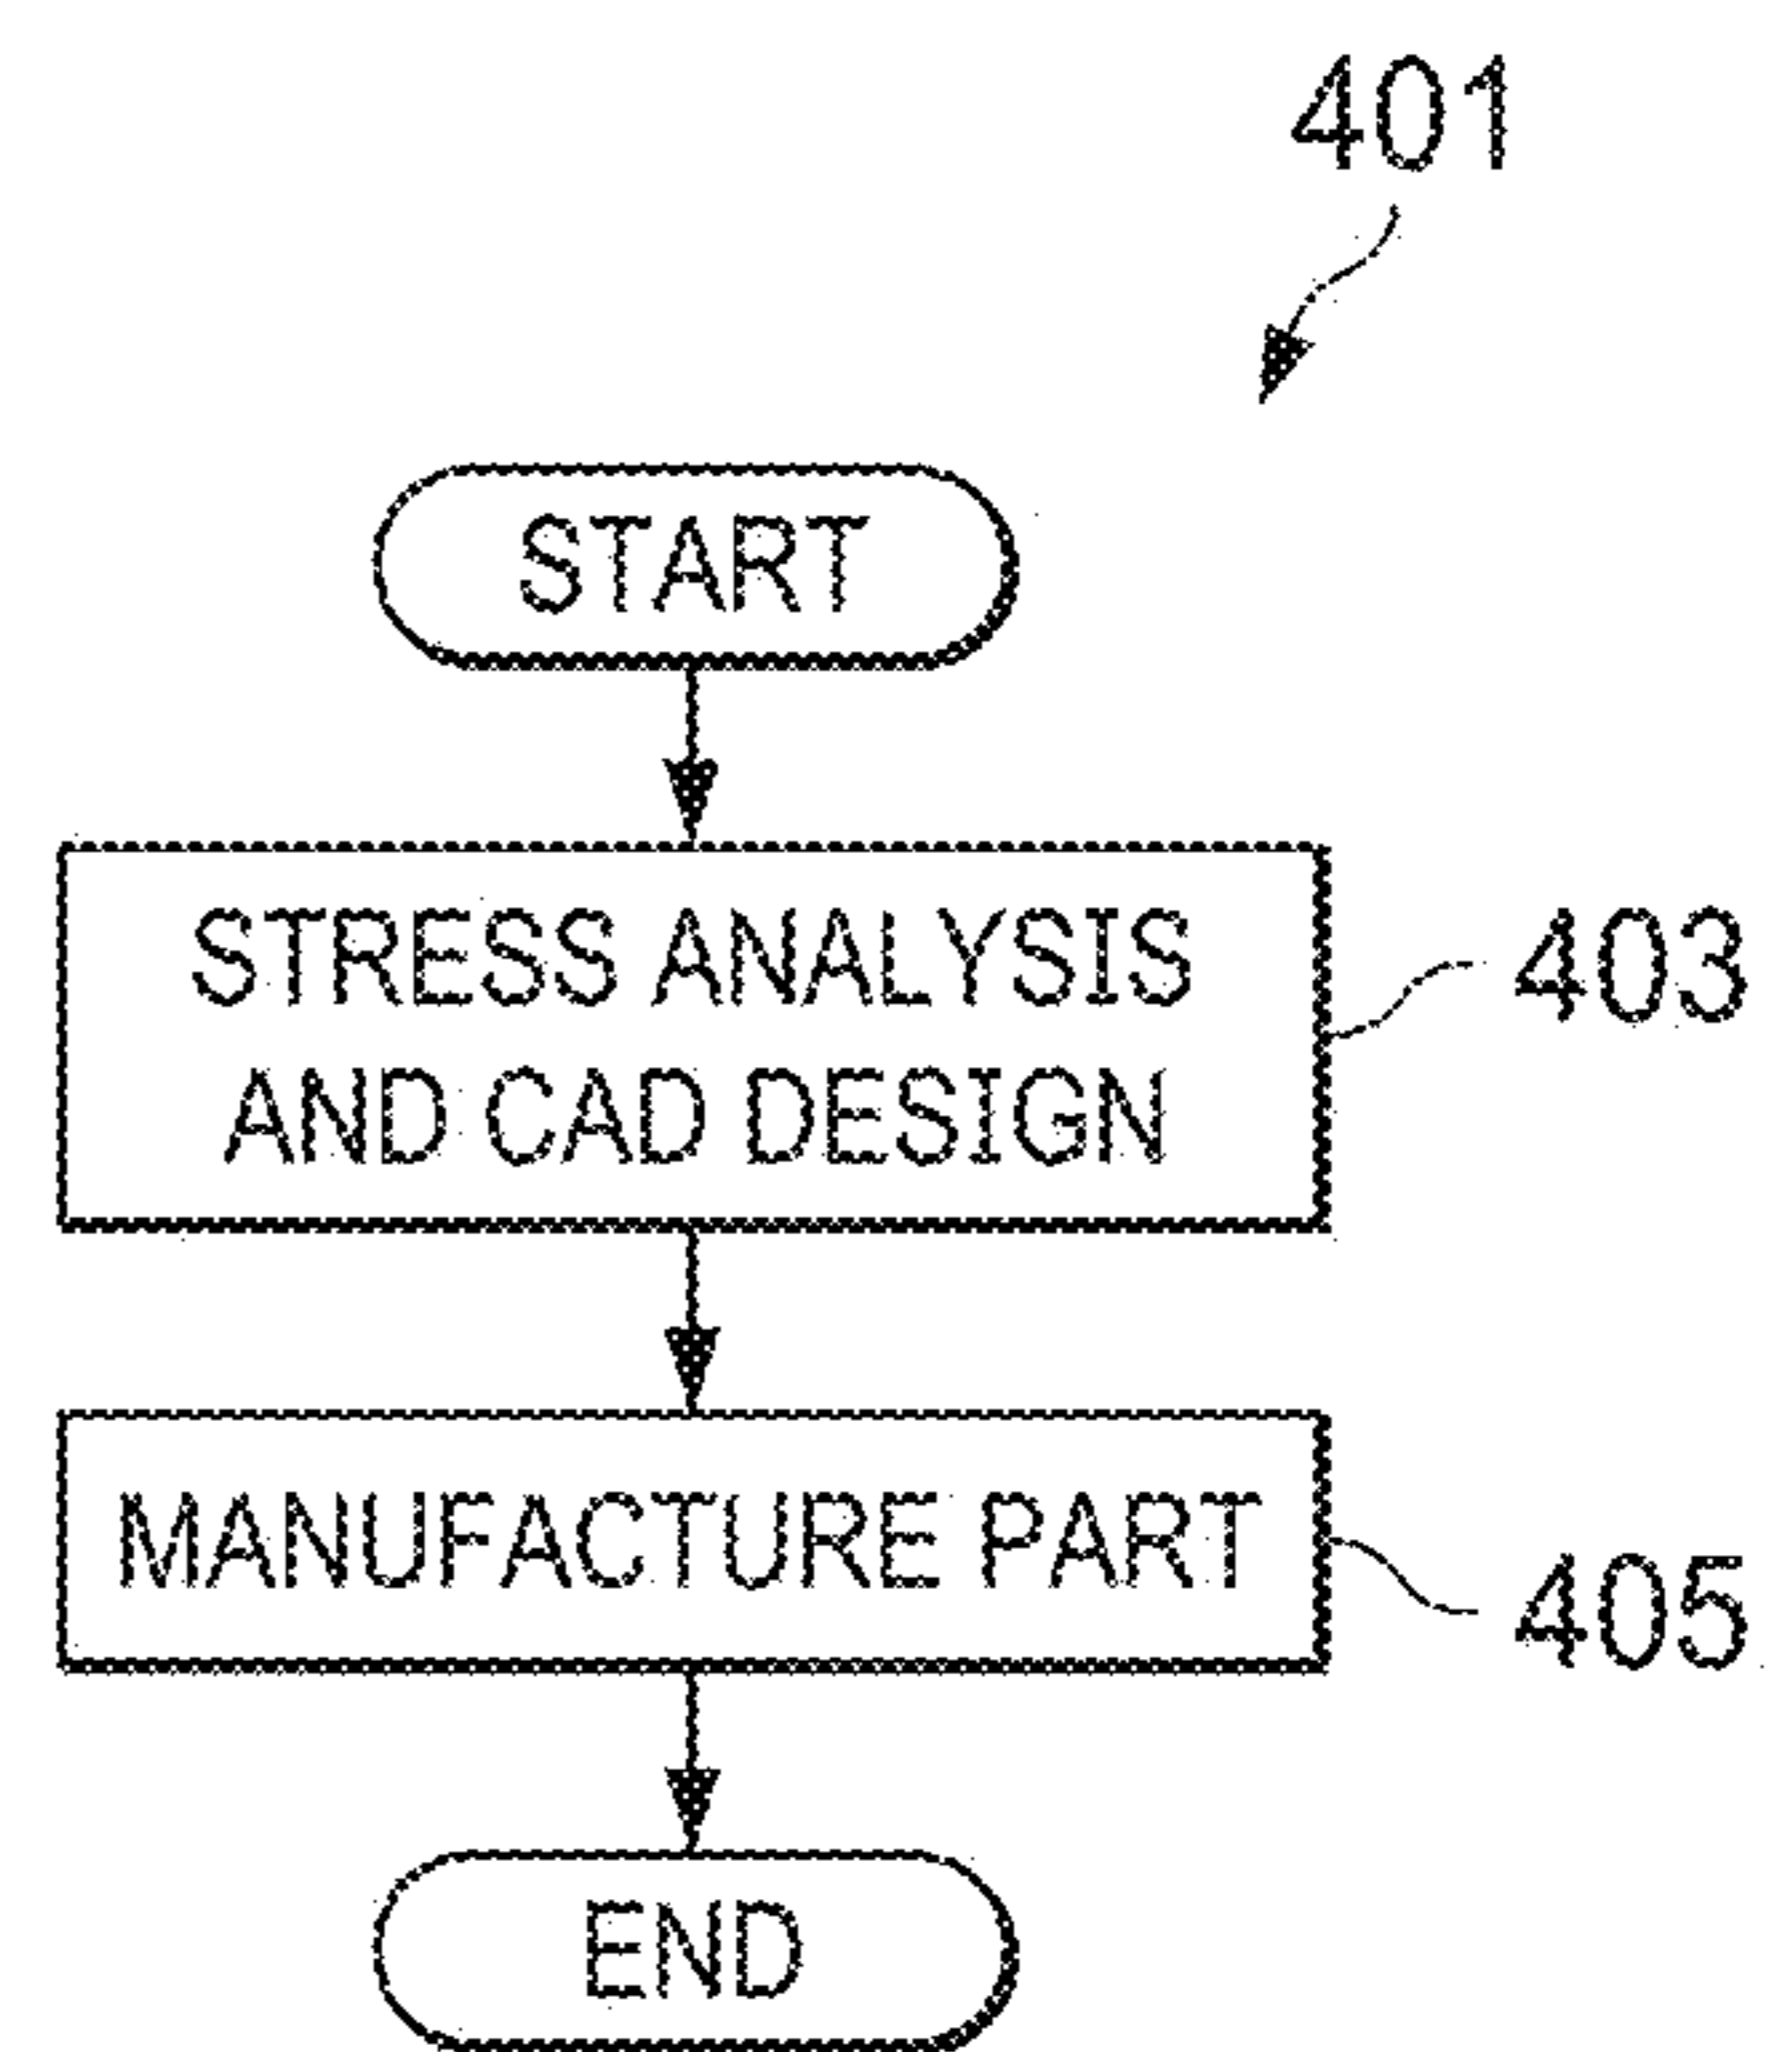 401
START
STRESS ANALYSIS
AND CAD DESIGN
403
MANUFACTURE PART
405
END